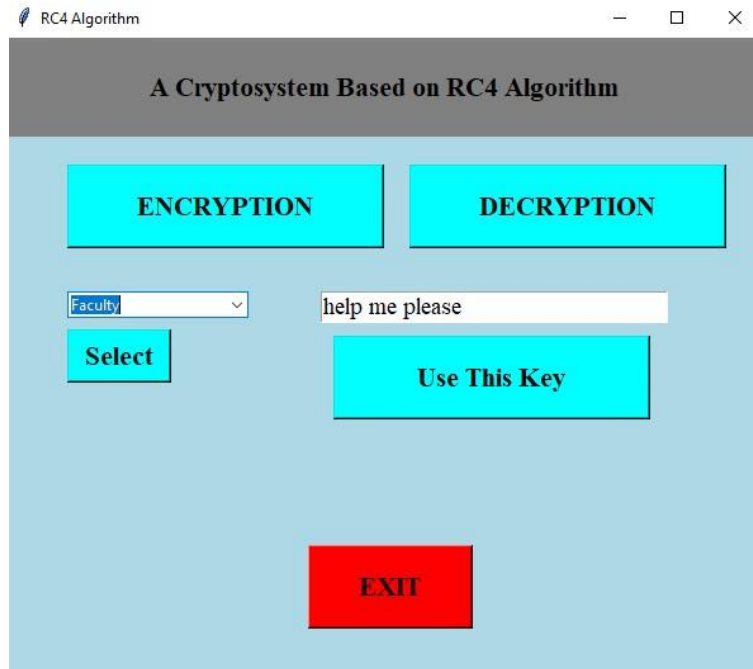 RC4 Algorithm
A Cryptosystem Based on RC4 Algorithm
ENCRYPTION
DECRYPTION
Faculty
help me please
Select
Use This Key
EXIT